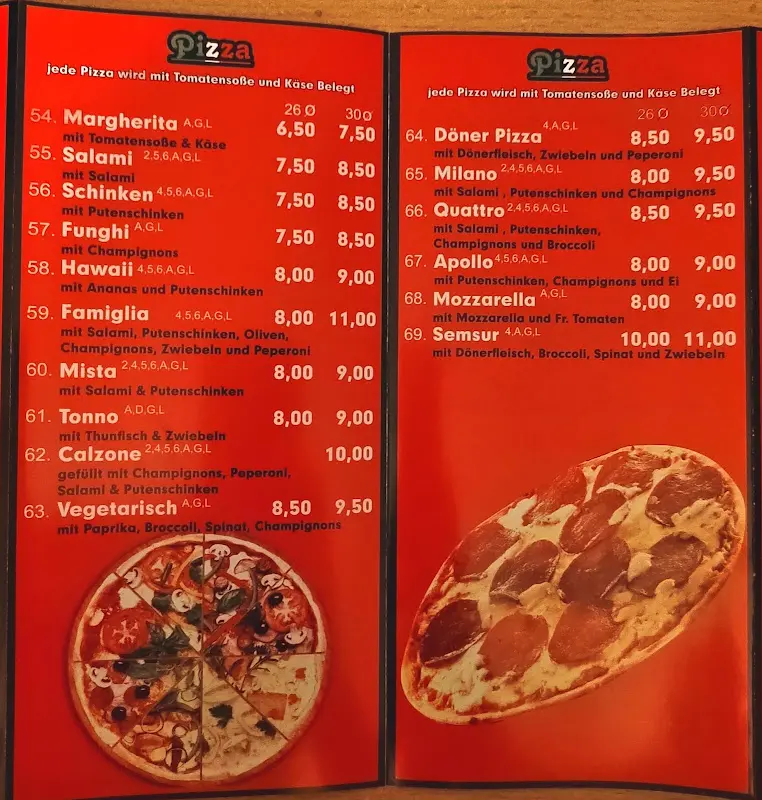 Pizza
jede Pizza wird mit Tomatensoße und Käse Belegt
26 Ø 30 Ø
54. Margherita A,G,L 6,50 7,50
mit Tomatensoße & Käse
55. Salami 2,5,6,A,G,L 7,50 8,50
mit Salami
56. Schinken 4,5,6,A,G,L 7,50 8,50
mit Putenschinken
57. Funghi A,G,L 7,50 8,50
mit Champignons
58. Hawaii 4,5,6,A,G,L 8,00 9,00
mit Ananas und Putenschinken
59. Famiglia 4,5,6,A,G,L 8,00 11,00
mit Salami, Putenschinken, Oliven,
Champignons, Zwiebeln und Peperoni
60. Mista 2,4,5,6,A,G,L 8,00 9,00
mit Salami & Putenschinken
61. Tonno A,D,G,L 8,00 9,00
mit Thunfisch & Zwiebeln
62. Calzone 2,4,5,6,A,G,L 10,00
gefüllt mit Champignons, Peperoni,
Salami & Putenschinken
63. Vegetarisch A,G,L 8,50 9,50
mit Paprika, Broccoli, Spinat, Champignons
Pizza
jede Pizza wird mit Tomatensoße und Käse Belegt
26 Ø 30 Ø
64. Döner Pizza 4,A,G,L 8,50 9,50
mit Dönerfleisch, Zwiebeln und Peperoni
65. Milano 2,4,5,6,A,G,L 8,00 9,50
mit Salami , Putenschinken und Champignons
66. Quattro 2,4,5,6,A,G,L 8,50 9,50
mit Salami , Putenschinken,
Champignons und Broccoli
67. Apollo 4,5,6,A,G,L 8,00 9,00
mit Putenschinken, Champignons und Ei
68. Mozzarella A,G,L 8,00 9,00
mit Mozzarella und Fr. Tomaten
69. Semsur 4,A,G,L 10,00 11,00
mit Dönerfleisch, Broccoli, Spinat und Zwiebeln